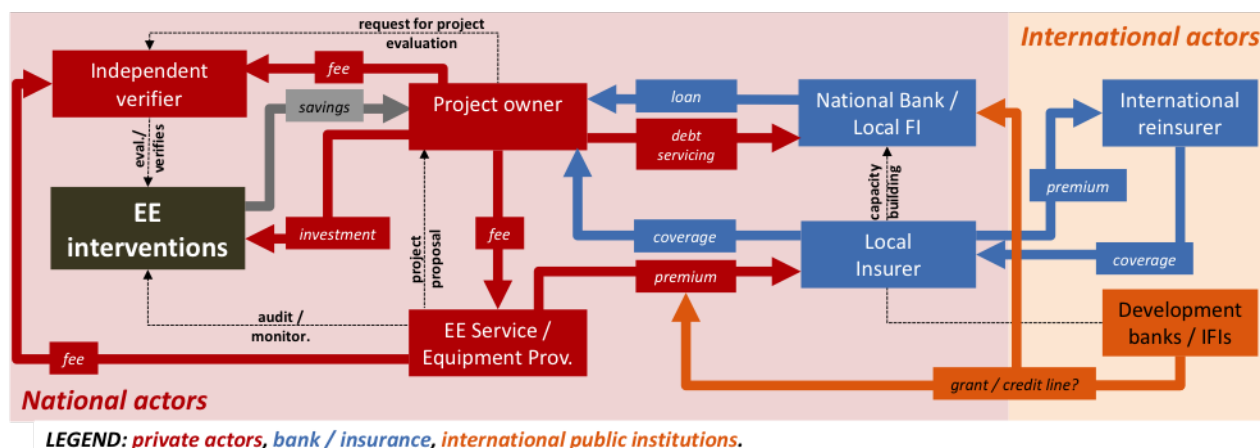 request for project
evaluation
International actors
Independent
verifier
fee
Project owner
loan
National Bank /
Local FI
International
reinsurer
savings
debt
servicing
eval./
verifies
capacity
building
premium
EE
interventions
investment
project
proposal
fee
coverage
Local
Insurer
coverage
premium
audit /
monitor.
EE Service /
Equipment Prov.
Development
banks / IFIs
fee
grant / credit line?
National actors
LEGEND: private actors, bank / insurance, international public institutions.